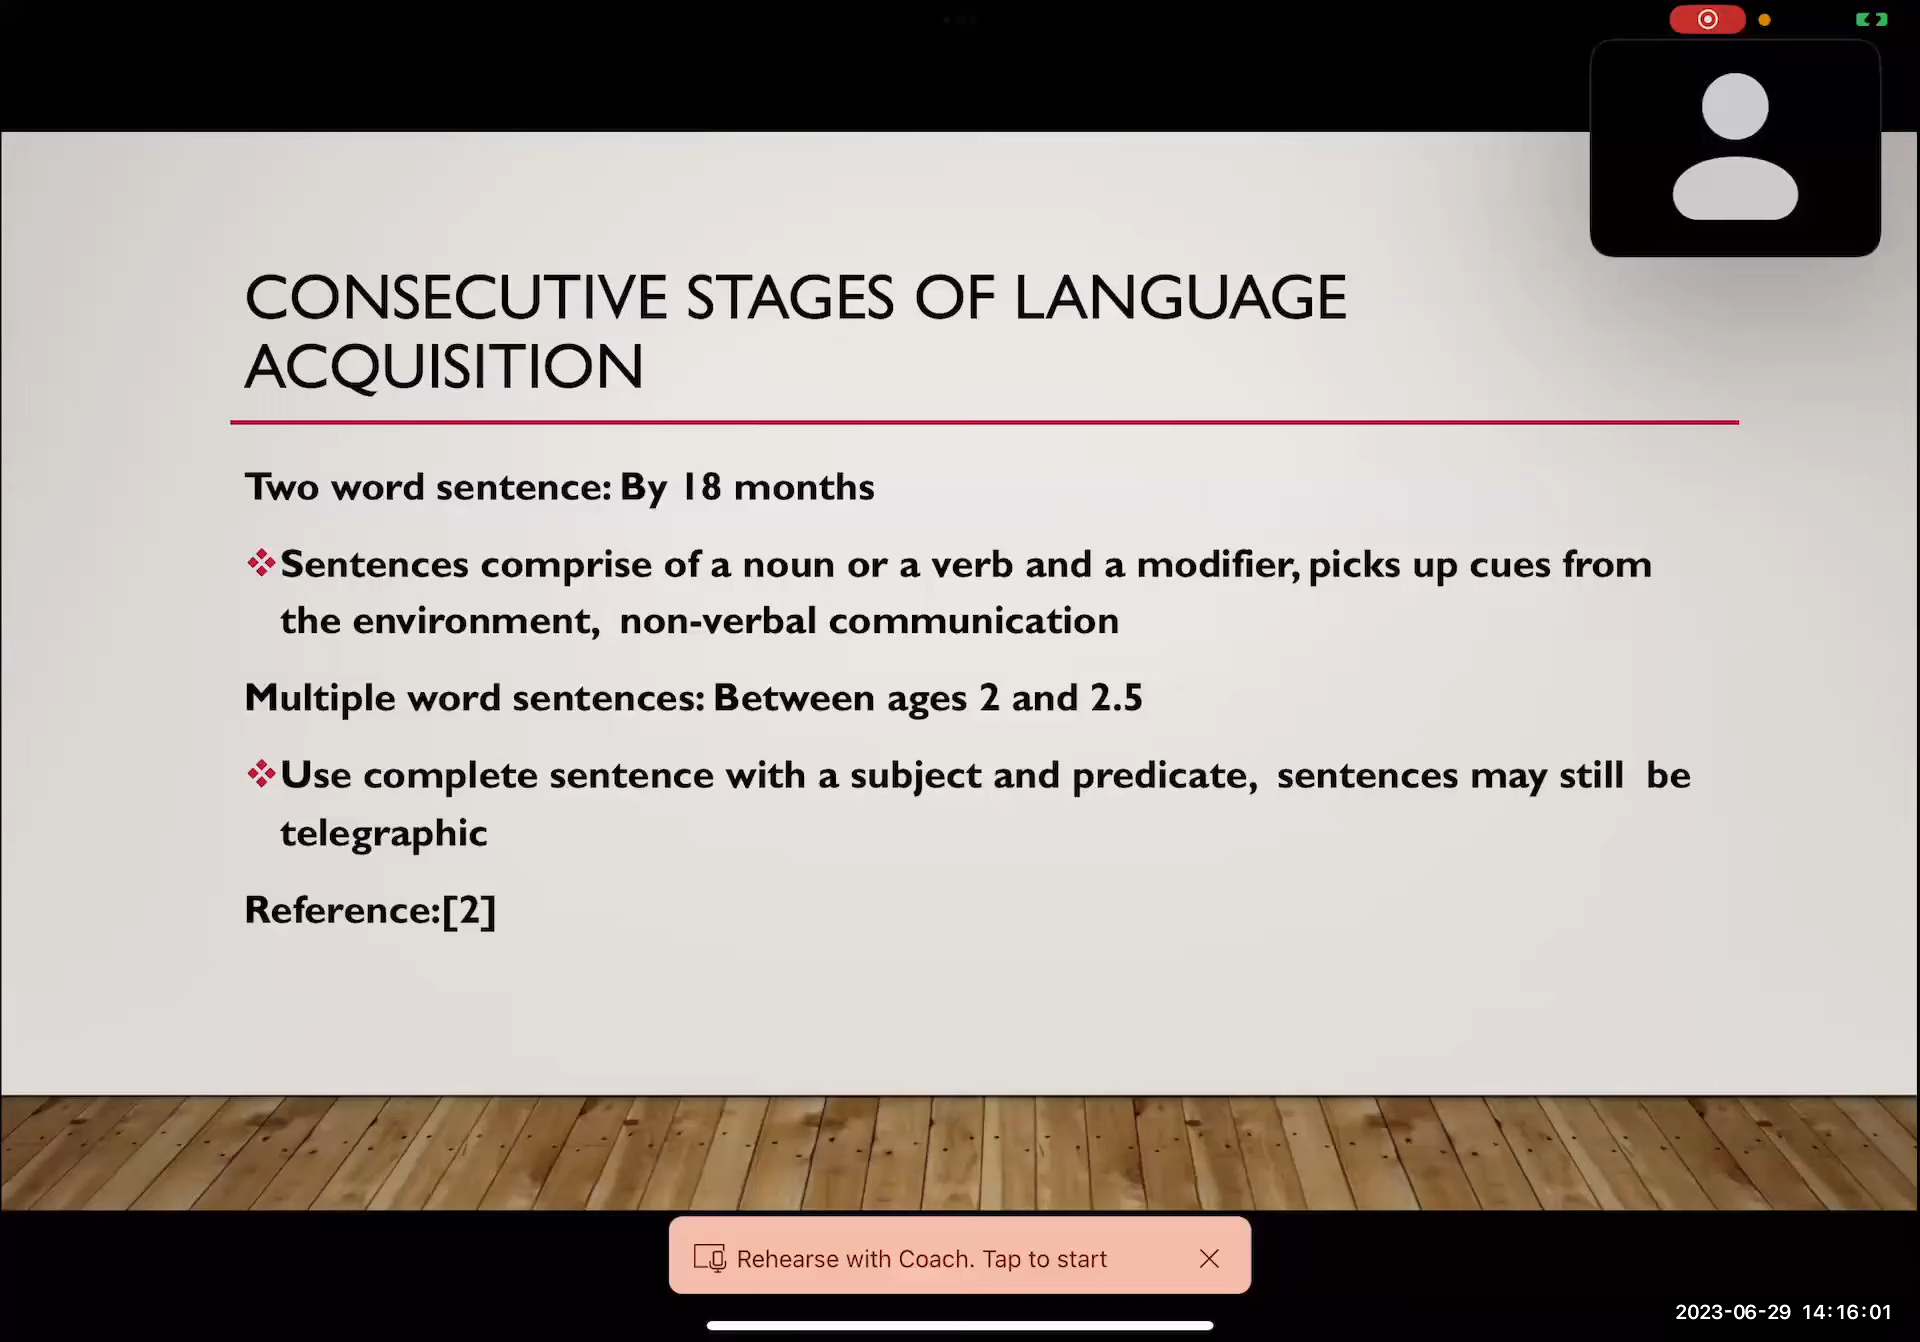 CONSECUTIVE STAGES OF LANGUAGE
ACQUISITION
Two word sentence: By 18 months
Sentences comprise of a noun or a verb and a modifier, picks up cues from
the environment, non-verbal communication
Multiple word sentences: Between ages 2 and 2.5
Use complete sentence with a subject and predicate, sentences may still be
telegraphic
Reference:[2]
Rehearse with Coach. Tap to start
2023-06-29 14:16:01